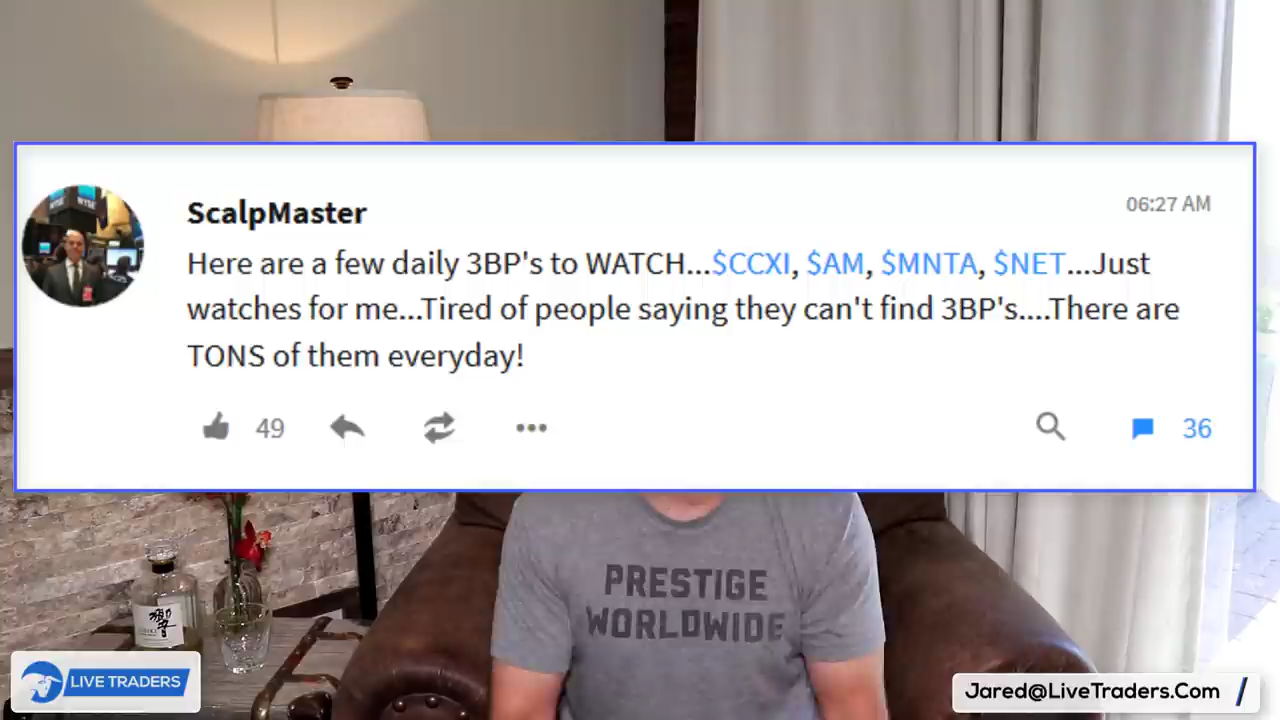 ScalpMaster
06:27 AM
Here are a few daily 3BP's to WATCH...$CCXI, $AM, $MNTA, $NET...Just
watches for me...Tired of people saying they can't find 3BP's....There are
TONS of them everyday!
49
36
PRESTIGE
WORLDWIDE
響
LIVE TRADERS
Jared@LiveTraders.Com /